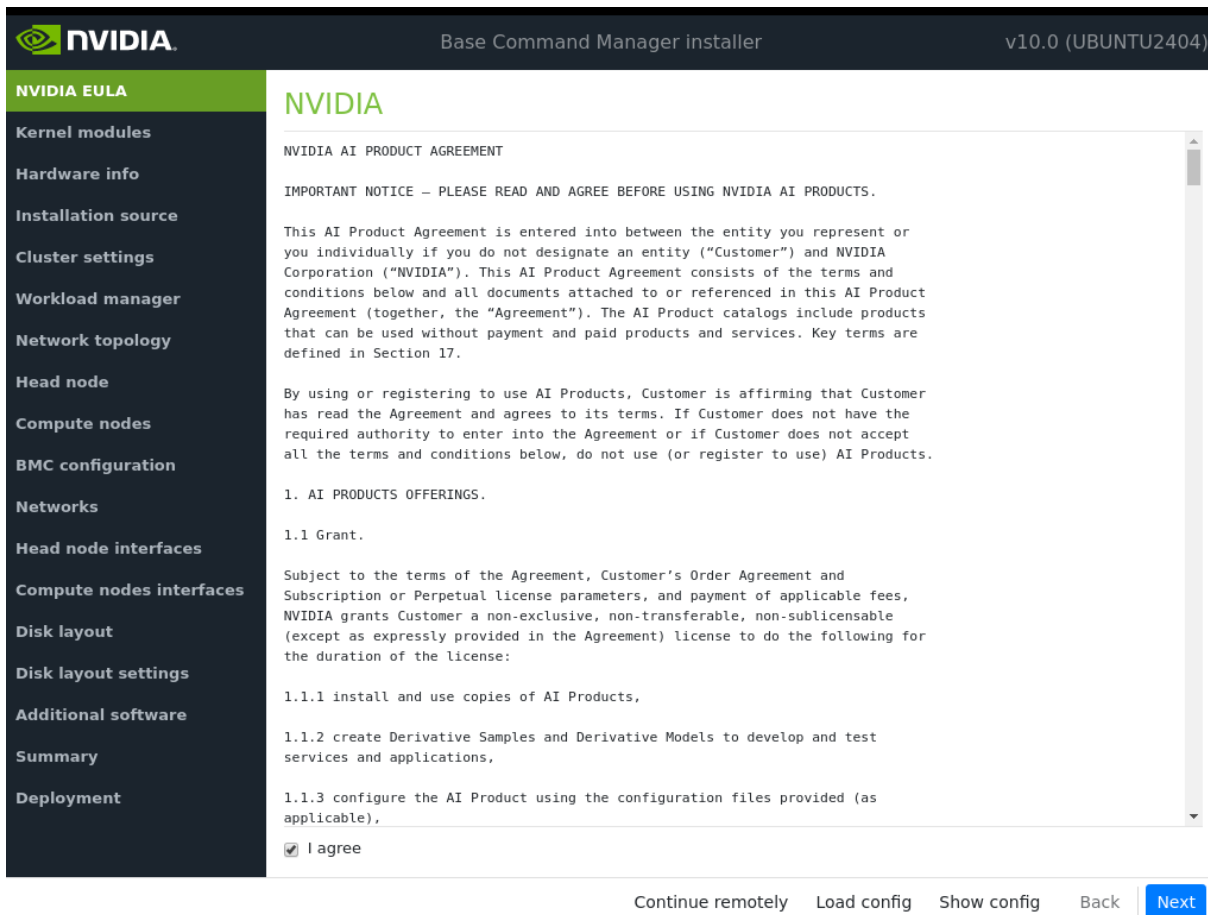 NVIDIA.
Base Command Manager installer
v10.0 (UBUNTU2404)
NVIDIA EULA
Kernel modules
Hardware info
Installation source
Cluster settings
Workload manager
Network topology
Head node
Compute nodes
BMC configuration
Networks
Head node interfaces
Compute nodes interfaces
Disk layout
Disk layout settings
Additional software
Summary
Deployment
NVIDIA
NVIDIA AI PRODUCT AGREEMENT
IMPORTANT NOTICE – PLEASE READ AND AGREE BEFORE USING NVIDIA AI PRODUCTS.
This AI Product Agreement is entered into between the entity you represent or
you individually if you do not designate an entity (“Customer”) and NVIDIA
Corporation (“NVIDIA”). This AI Product Agreement consists of the terms and
conditions below and all documents attached to or referenced in this AI Product
Agreement (together, the “Agreement”). The AI Product catalogs include products
that can be used without payment and paid products and services. Key terms are
defined in Section 17.
By using or registering to use AI Products, Customer is affirming that Customer
has read the Agreement and agrees to its terms. If Customer does not have the
required authority to enter into the Agreement or if Customer does not accept
all the terms and conditions below, do not use (or register to use) AI Products.
1. AI PRODUCTS OFFERINGS.
1.1 Grant.
Subject to the terms of the Agreement, Customer’s Order Agreement and
Subscription or Perpetual license parameters, and payment of applicable fees,
NVIDIA grants Customer a non-exclusive, non-transferable, non-sublicensable
(except as expressly provided in the Agreement) license to do the following for
the duration of the license:
1.1.1 install and use copies of AI Products,
1.1.2 create Derivative Samples and Derivative Models to develop and test
services and applications,
1.1.3 configure the AI Product using the configuration files provided (as
applicable),
I agree
Continue remotely
Load config
Show config
Back
Next